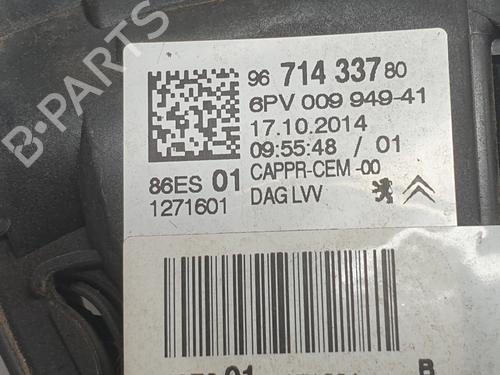 96 714 337 80
6PV 009 949-41
17.10.2014
09:55:48 / 01
86ES 01 CAPPR-CEM -00
1271601 DAG LVV
B-PARTS
B